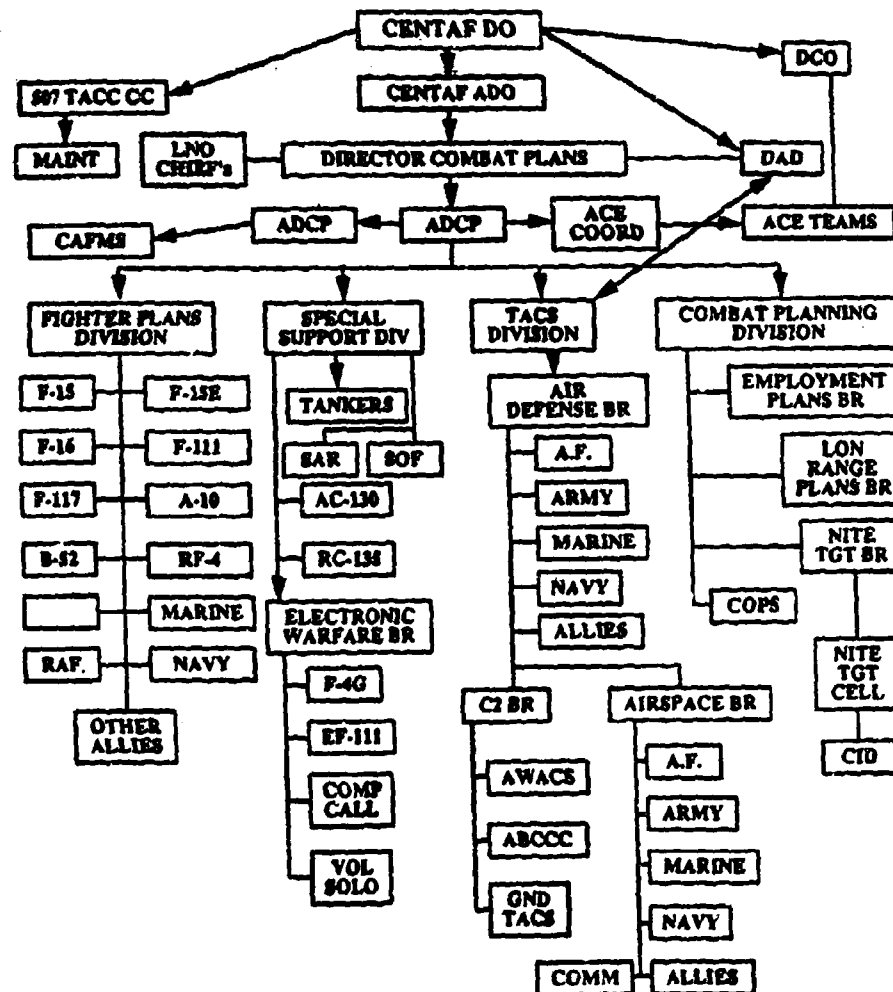 CENTAF DO
DCO
807 TACC CC
CENTAF ADO
MAINT
LNO
CHIEF's
DIRECTOR COMBAT PLANS
DAD
CAFMS
ADCP
ADCP
ACE
COORD
ACE TEAMS
FIGHTER PLANS
DIVISION
SPECIAL
SUPPORT DIV
TACS
DIVISION
COMBAT PLANNING
DIVISION
F-15
F-15E
F-16
F-111
F-117
A-10
B-52
RF-4
MARINE
RAF.
NAVY
OTHER
ALLIES
TANKERS
SAR
SOF
AC-130
RC-135
ELECTRONIC
WARFARE BR
F-4G
EF-111
COMP
CALL
VOL
SOLO
AIR
DEFENSE BR
A.F.
ARMY
MARINE
NAVY
ALLIES
C2 BR
AWACS
ABCCC
GND
TACS
AIRSPACE BR
A.F.
ARMY
MARINE
NAVY
COMM
ALLIES
EMPLOYMENT
PLANS BR
LON
RANGE
PLANS BR
NITE
TGT BR
COPS
NITE
TGT
CELL
CID